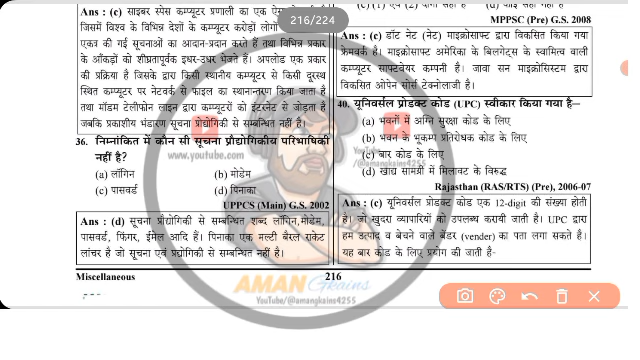 Ans : (c) साइबर स्पेस कम्प्यूटर प्रणाली का एक
जिसमें विश्व के विभिन्न देशों के कम्प्यूटर करोड़ों लोगों
एकत्र की गई सूचनाओं का आदान-प्रदान करते हैं तथा विभिन्न प्रकार
के आँकड़ों को शीघ्रतापूर्वक इधर-उधर भेजते हैं। अपलोड एक प्रकार
की प्रक्रिया है जिसके द्वारा किसी स्थानीय कम्प्यूटर से किसी दूरस्थ
स्थित कम्प्यूटर पर नेटवर्क से फाइल का स्थानान्तरण किया जाता है
तथा मॉडम टेलीफोन लाइन द्वारा कम्प्यूटरों को इंटरनेट से जोड़ता है
जबकि प्रकाशीय भंडारण सूचना प्रोद्योगिकी से सम्बन्धित नहीं है।
36. निम्नांकित में कौन सी सूचना प्रौद्योगिकीय पारिभाषिकी
नहीं है?
www.youtube.com
(a) लॉगिन (b) मोडेम
(c) पासवर्ड (d) पिनाका
UPPCS (Main) G.S. 2002
Ans : (d) सूचना प्रौद्योगिकी से सम्बन्धित शब्द लॉगिन,मोडेम,
पासवर्ड, फिंगर, ईमेल आदि हैं। पिनाका एक मल्टी बैरल राकेट
लांचर है जो सूचना एवं प्रद्योगिकी से सम्बन्धित नहीं है।
216/224
MPPSC (Pre) G.S. 2008
Ans : (c) डॉट नेट (नेट) माइक्रोसाफ्ट द्वारा विकसित किया गया
फ्रेमवर्क है। माइक्रोसाफ्ट अमेरिका के बिलगेट्स के स्वामित्व वाली
कम्प्यूटर साफ्टवेयर कम्पनी है। जावा सन माइक्रोसिस्टम द्वारा
विकसित ओपेन सोर्स टेक्नोलाजी है।
40. यूनिवर्सल प्रोडक्ट कोड (UPC) स्वीकार किया गया है—
(a) भवनों में अग्नि सुरक्षा कोड के लिए
(b) भवन के भूकम्प प्रतिरोधक कोड के लिए
(c) बार कोड के लिए
/@amangkains4255
(d) खाद्य सामग्री में मिलावट के विरुद्ध
Rajasthan (RAS/RTS) (Pre), 2006-07
Ans : (c) यूनिवर्सल प्रोडक्ट कोड एक 12-digit की संख्या होती
है। जो खुदरा व्यापारियों को उपलब्ध करायी जाती है। UPC द्वारा
हम उत्पाद व बेचने वाले बेंडर (vender) का पता लगा सकते है।
यह बार कोड के लिए प्रयोग की जाती है-
Miscellaneous 216
AMAN Gkains
YouTube/@amangkains4255